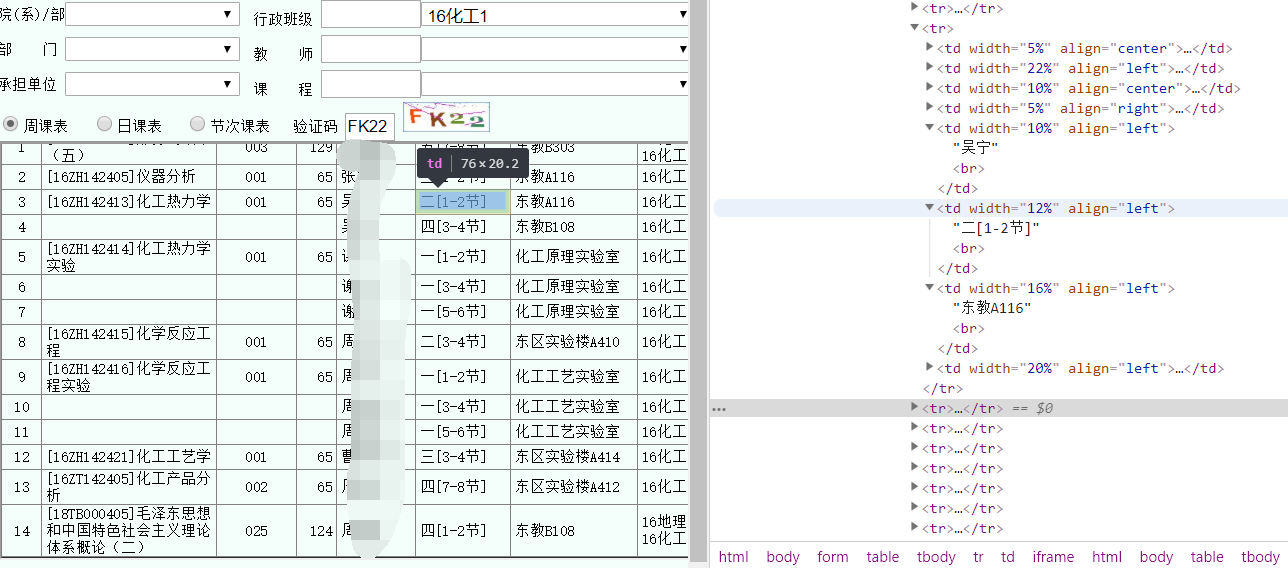 院(系)/部 行政班级 16化工1
部 门 教 师
承担单位 课 程
周课表 日课表 节次课表 验证码 FK22 FK22
td 76×20.2
1 （五） 003 129 东教B303 16化工
2 [16ZH142405]仪器分析 001 65 张 东教A116 16化工
3 [16ZH142413]化工热力学 001 65 吴 二[1-2节] 东教A116 16化工
4 吴 四[3-4节] 东教B108 16化工
5 [16ZH142414]化工热力学
实验 001 65 谢 一[1-2节] 化工原理实验室 16化工
6 谢 一[3-4节] 化工原理实验室 16化工
7 谢 一[5-6节] 化工原理实验室 16化工
8 [16ZH142415]化学反应工
程 001 65 周 二[3-4节] 东区实验楼A410 16化工
9 [16ZH142416]化学反应工
程实验 001 65 周 一[1-2节] 化工工艺实验室 16化工
10 周 一[3-4节] 化工工艺实验室 16化工
11 周 一[5-6节] 化工工艺实验室 16化工
12 [16ZH142421]化工工艺学 001 65 曹 三[3-4节] 东区实验楼A414 16化工
13 [16ZT142405]化工产品分
析 002 65 周 四[7-8节] 东区实验楼A412 16化工
[18TB000405]毛泽东思想
14 和中国特色社会主义理论
体系概论（二） 025 124 周 四[1-2节] 东教B108 16地理
16化工
<tr>…</tr>
<tr>
<td width="5%" align="center">…</td>
<td width="22%" align="left">…</td>
<td width="10%" align="center">…</td>
<td width="5%" align="right">…</td>
<td width="10%" align="left">
"吴宁"
<br>
</td>
<td width="12%" align="left">
"二[1-2节]"
<br>
</td>
<td width="16%" align="left">
"东教A116"
<br>
</td>
<td width="20%" align="left">…</td>
</tr>
… <tr>…</tr> == $0
<tr>…</tr>
<tr>…</tr>
<tr>…</tr>
<tr>…</tr>
<tr>…</tr>
<tr>…</tr>
html body form table tbody tr td iframe html body table tbody